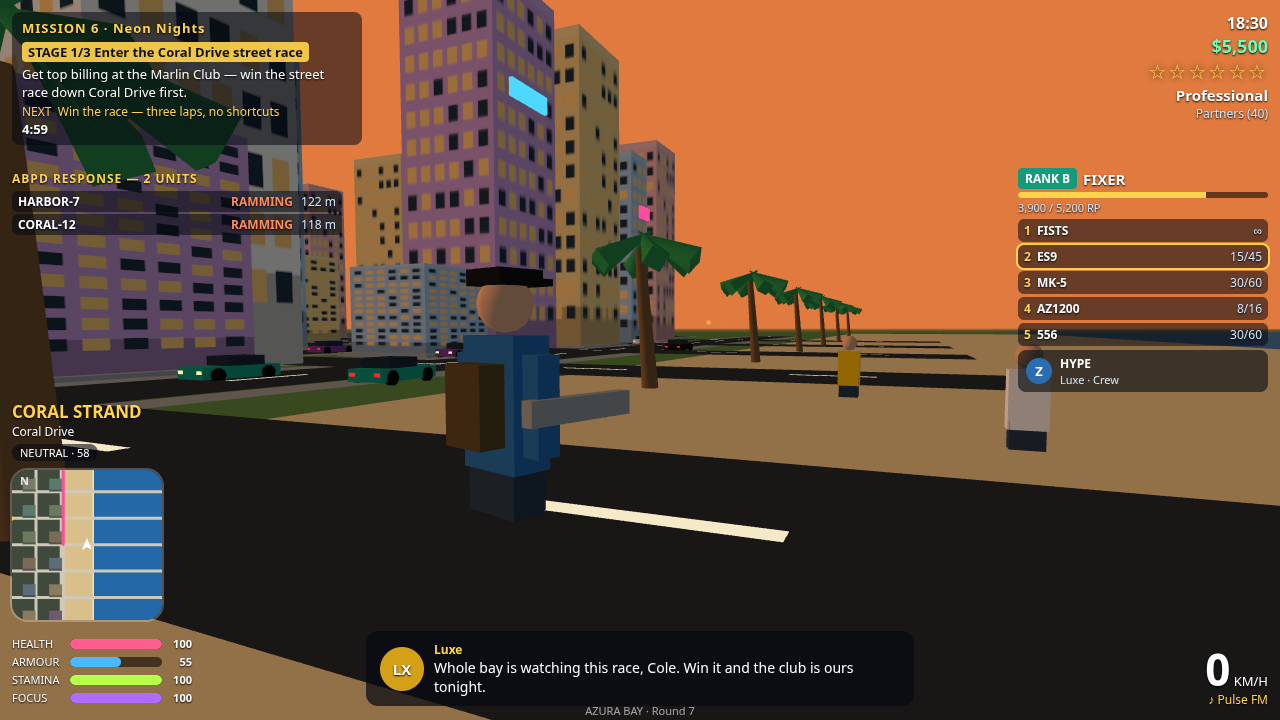 MISSION 6 · Neon Nights
STAGE 1/3 Enter the Coral Drive street race
Get top billing at the Marlin Club — win the street
race down Coral Drive first.
NEXT Win the race — three laps, no shortcuts
4:59
ABPD RESPONSE — 2 UNITS
HARBOR-7 RAMMING 122 m
CORAL-12 RAMMING 118 m
18:30
$5,500
☆☆☆☆☆☆
Professional
Partners (40)
RANK B FIXER
3,900 / 5,200 RP
1 FISTS ∞
2 ES9 15/45
3 MK-5 30/60
4 AZ1200 8/16
5 556 30/60
Z HYPE
Luxe · Crew
CORAL STRAND
Coral Drive
NEUTRAL · 58
N
HEALTH 100
ARMOUR 55
STAMINA 100
FOCUS 100
LX Luxe
Whole bay is watching this race, Cole. Win it and the club is ours
tonight.
AZURA BAY · Round 7
0 KM/H
♪ Pulse FM